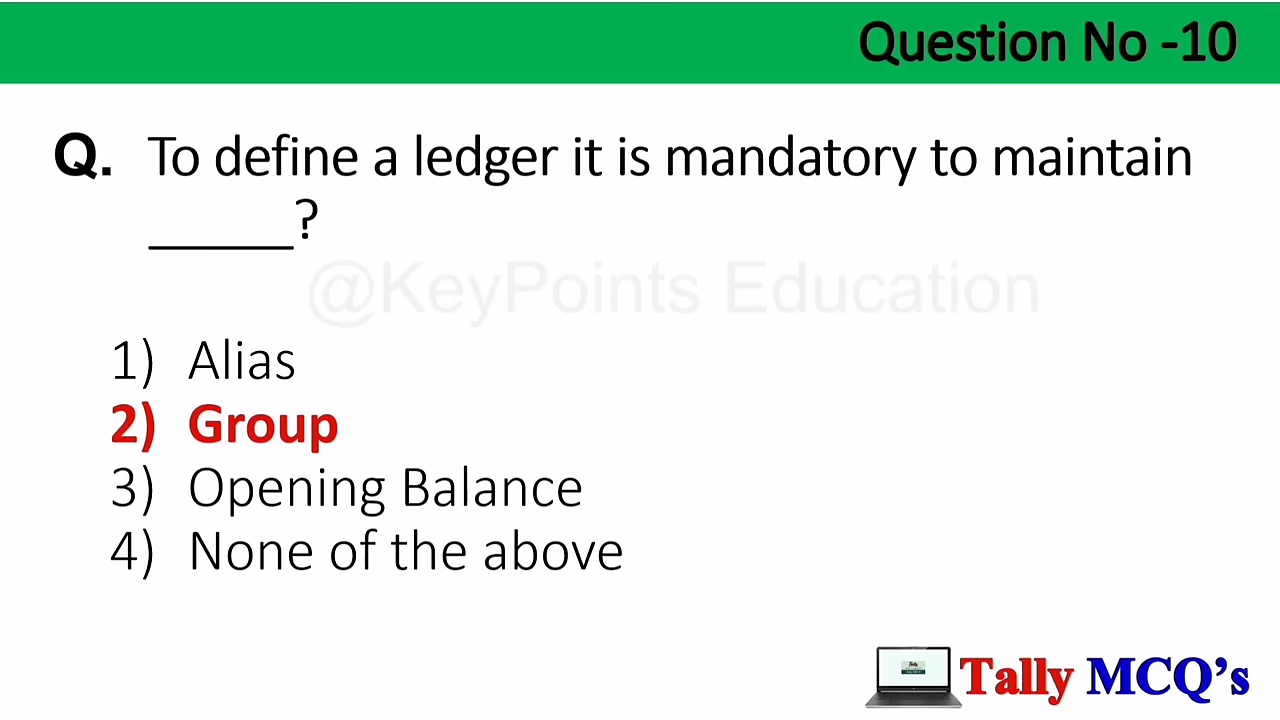 Question No -10
Q. To define a ledger it is mandatory to maintain
_____?
@KeyPoints Education
1) Alias
2) Group
3) Opening Balance
4) None of the above
Tally MCQ's